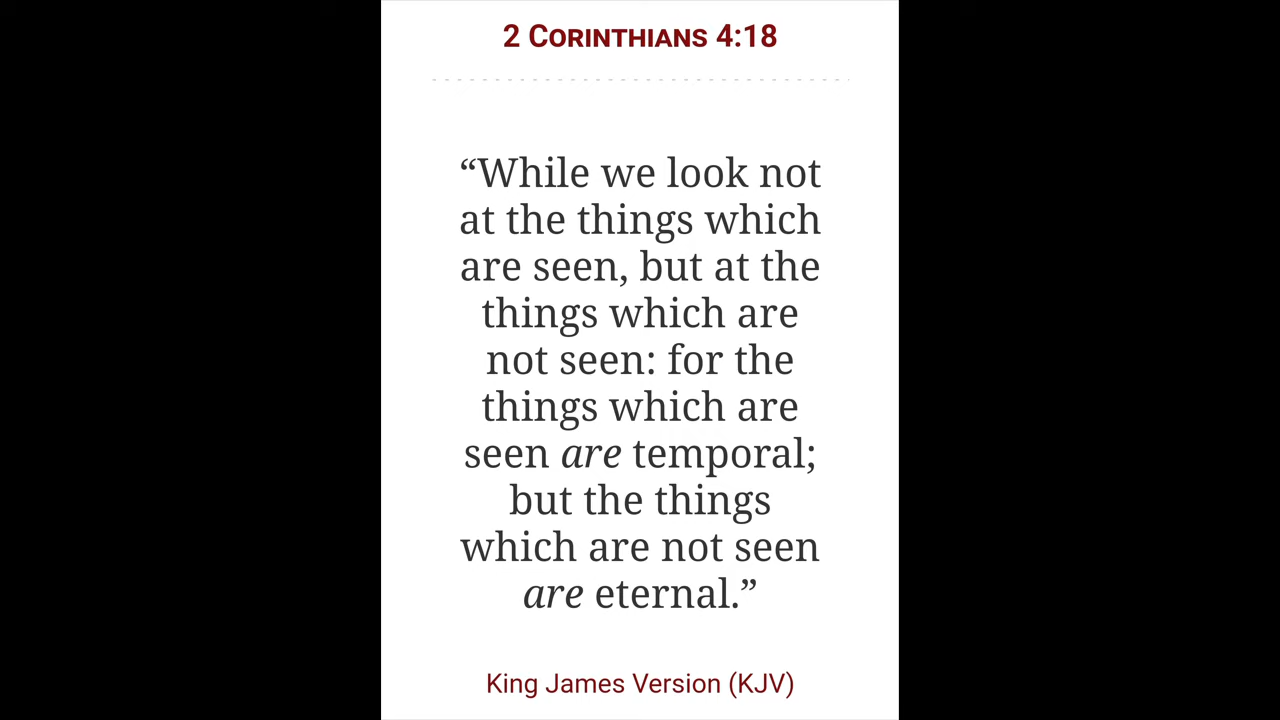 2 Corinthians 4:18
“While we look not
at the things which
are seen, but at the
things which are
not seen: for the
things which are
seen are temporal;
but the things
which are not seen
are eternal.”
King James Version (KJV)